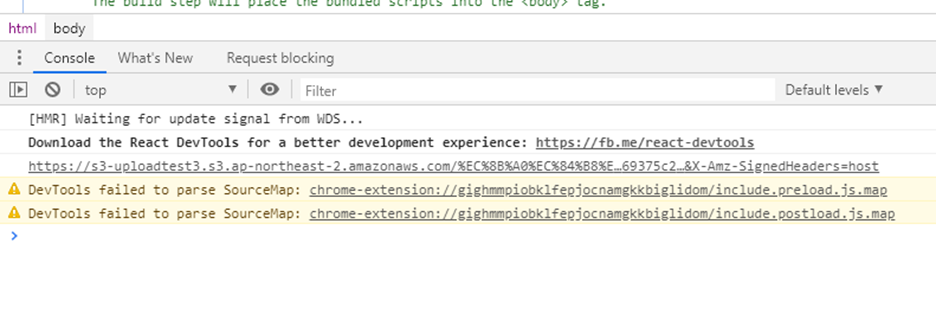 The build step will place the bundled scripts into the <body> tag.
html body
Console What's New Request blocking
top ▼ Filter Default levels ▼
[HMR] Waiting for update signal from WDS...
Download the React DevTools for a better development experience: https://fb.me/react-devtools
https://s3-uploadtest3.s3.ap-northeast-2.amazonaws.com/%EC%8B%A0%EC%84%B8%E…69375c2…&X-Amz-SignedHeaders=host
DevTools failed to parse SourceMap: chrome-extension://gighmmpiobklfepjocnamgkkbiglidom/include.preload.js.map
DevTools failed to parse SourceMap: chrome-extension://gighmmpiobklfepjocnamgkkbiglidom/include.postload.js.map